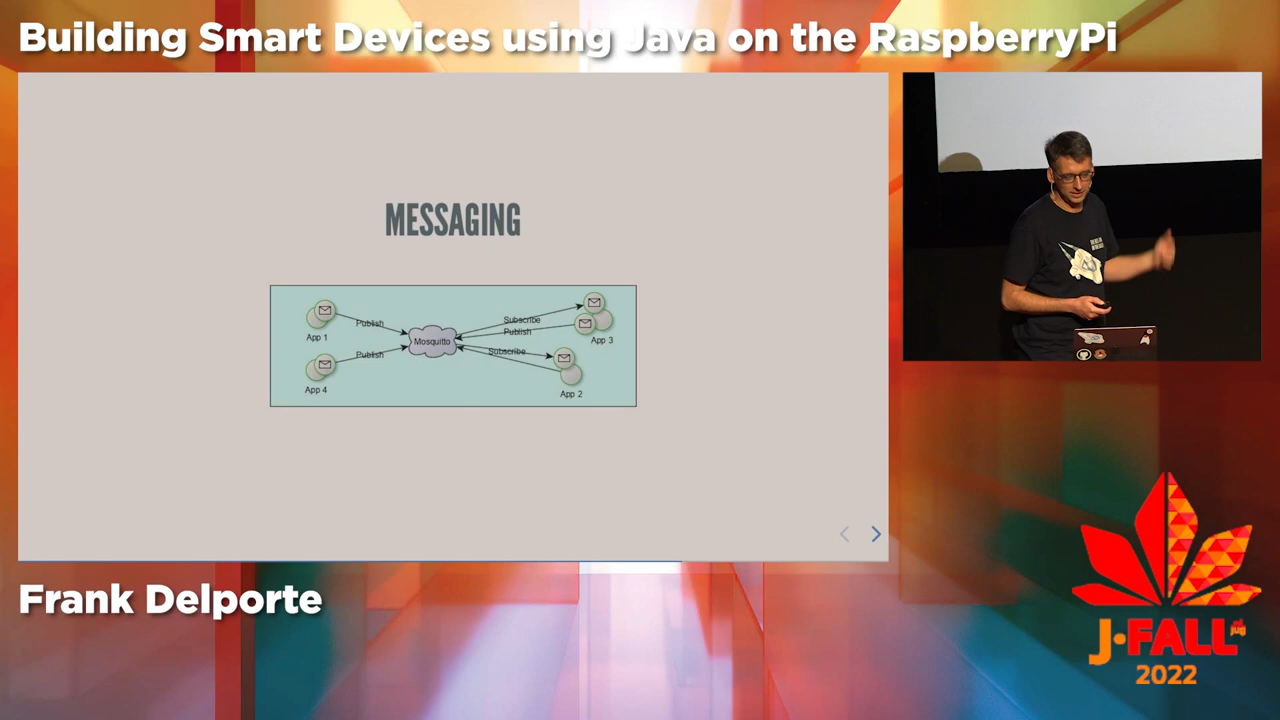 Building Smart Devices using Java on the RaspberryPi
MESSAGING
App 1
Publish
App 4
Publish
Mosquitto
Subscribe
Publish
App 3
Subscribe
App 2
Frank Delporte
J-FALL
nljug
2022